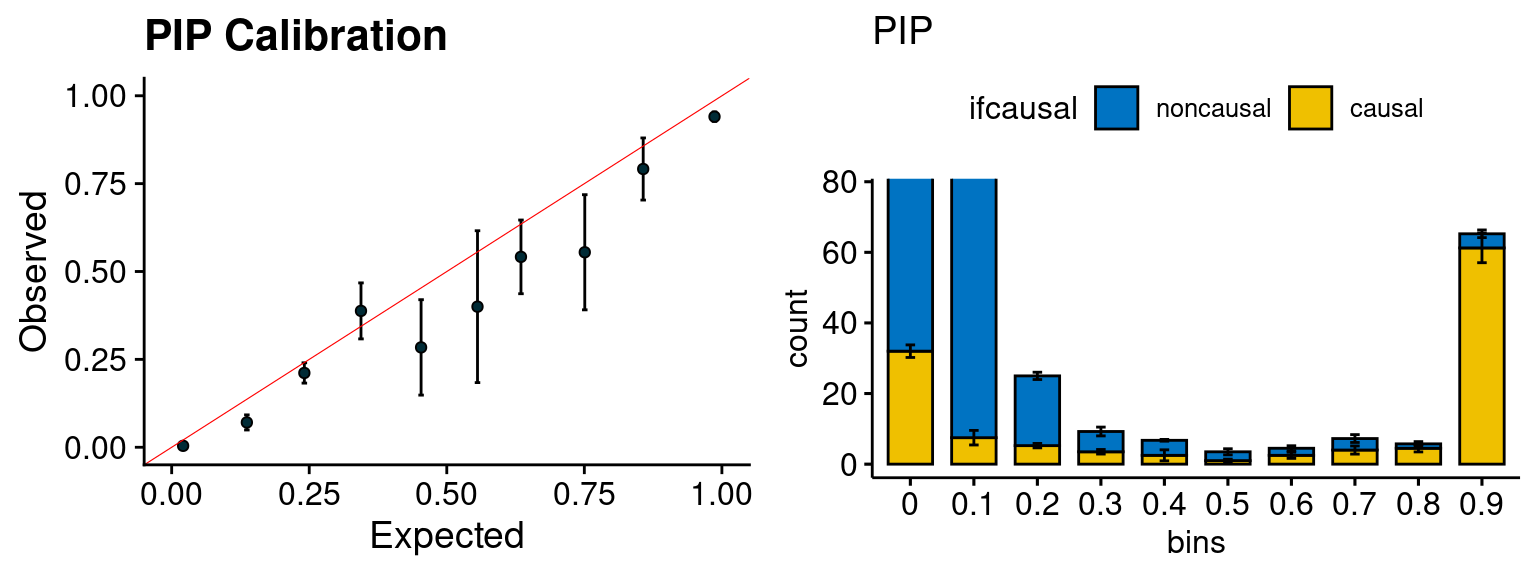 PIP Calibration
Observed
1.00
0.75
0.50
0.25
0.00
0.00 0.25 0.50 0.75 1.00
Expected
PIP
ifcausal noncausal causal
count
80
60
40
20
0
0 0.1 0.2 0.3 0.4 0.5 0.6 0.7 0.8 0.9
bins